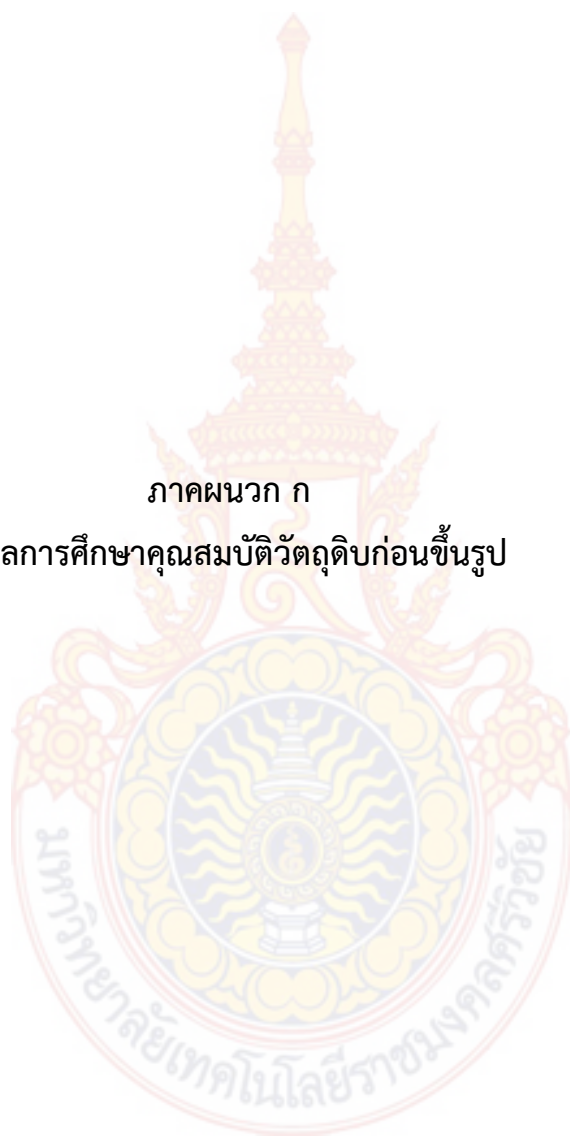 ภาคผนวก ก
ลการศึกษาคุณสมบัติวัตถุดิบก่อนขึ้นรูป
มหาวิทยาลัยเทคโนโลยีราชมงคลศรีวิชัย